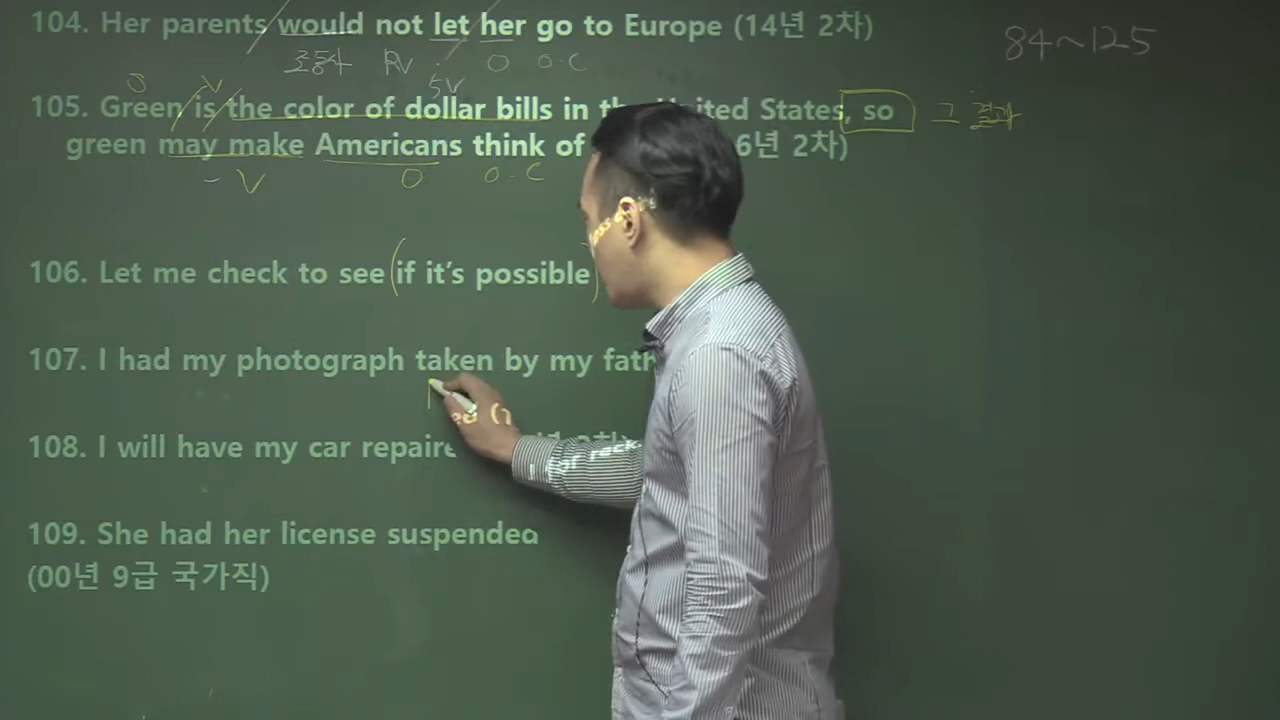 104. Her parents would not let her go to Europe (14년 2차)
조동사 RV O O.C
84~125
S V 5V
105. Green is the color of dollar bills in the United States, so 그 결과
green may make Americans think of 6년 2차)
V O O.C
106. Let me check to see (if it's possible)
107. I had my photograph taken by my fath
108. I will have my car repaire
109. She had her license suspended
(00년 9급 국가직)